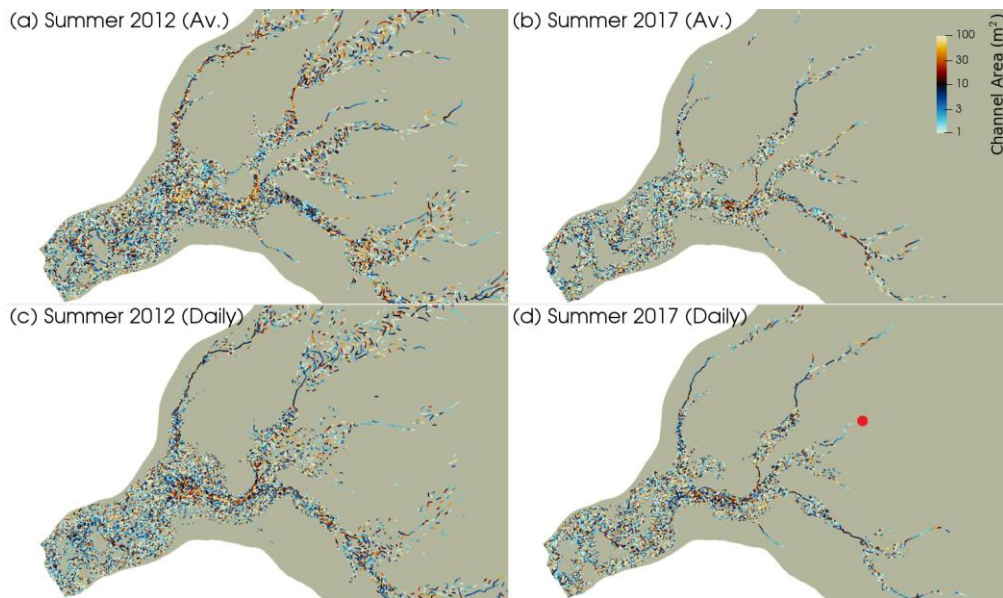 (a) Summer 2012 (Av.)
(b) Summer 2017 (Av.)
100
30
10
3
1
Channel Area (m²)
(c) Summer 2012 (Daily)
(d) Summer 2017 (Daily)